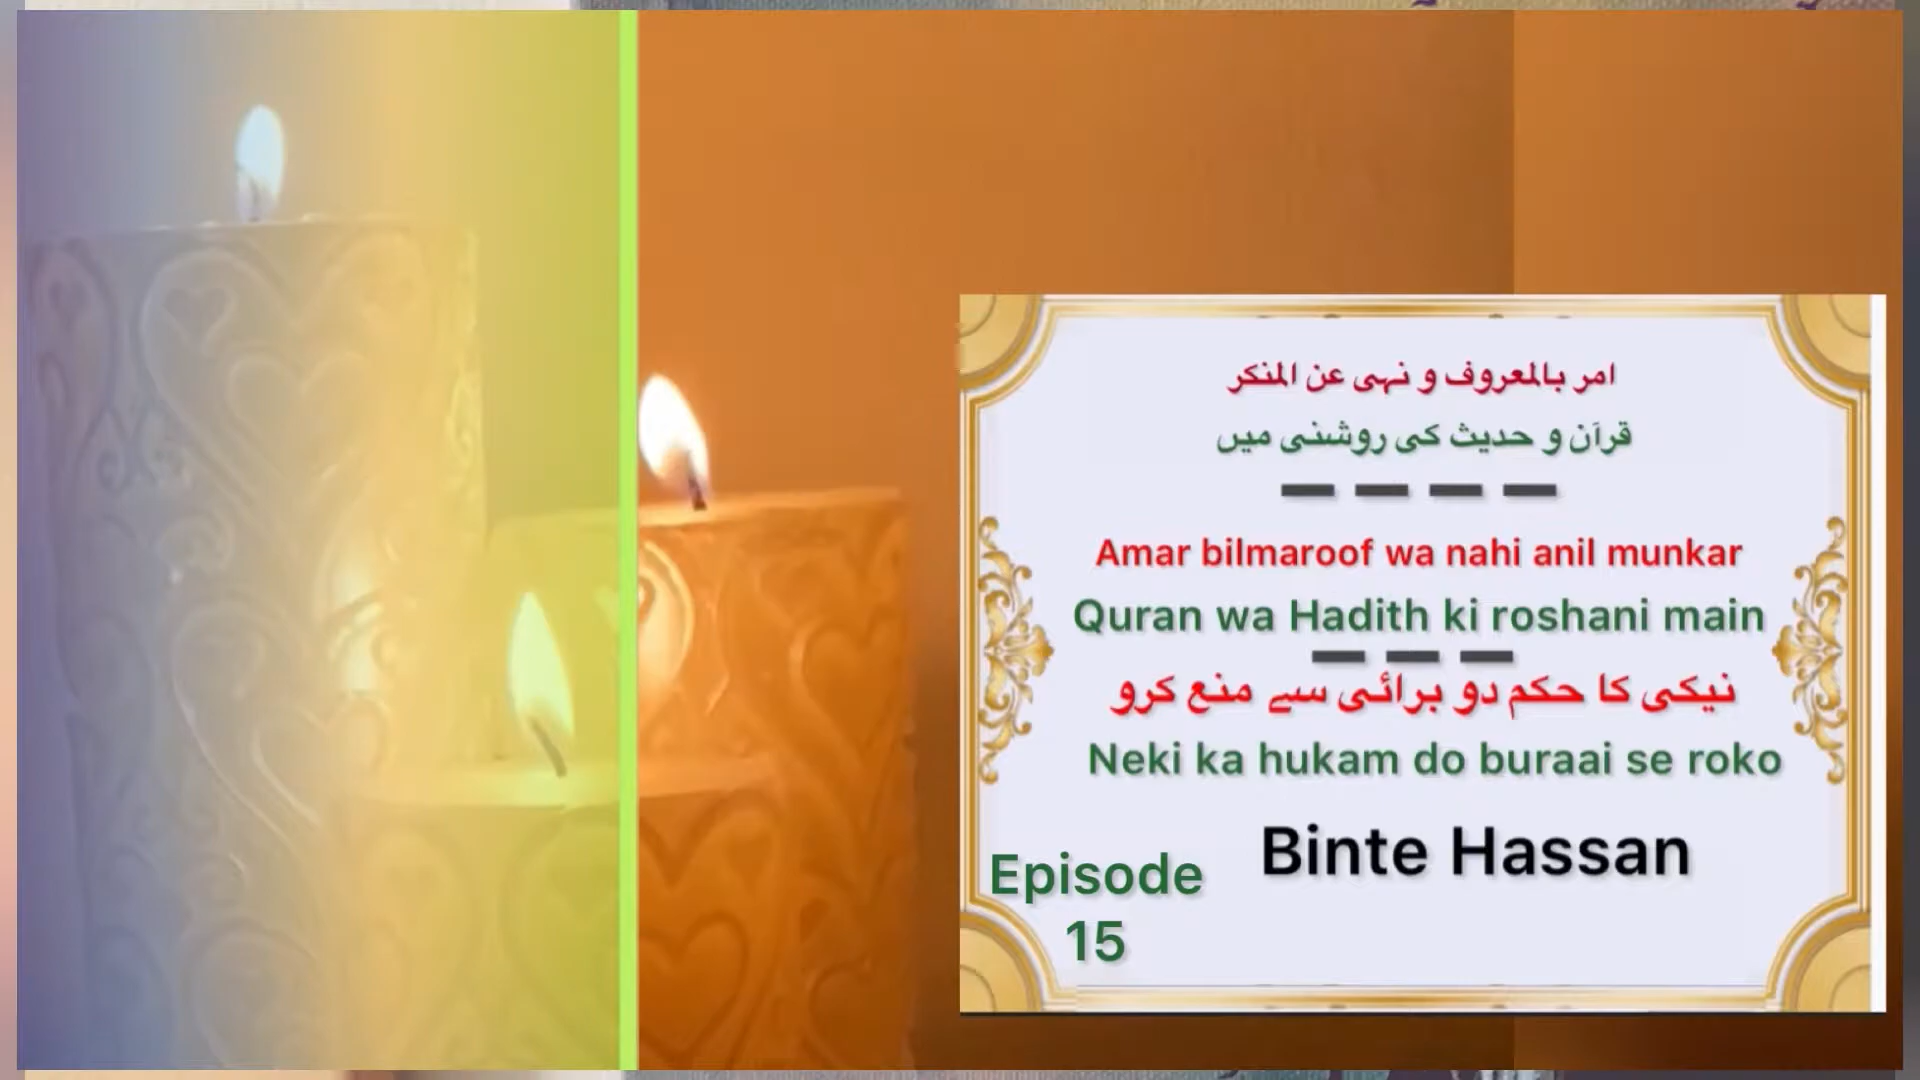 امر بالمعروف و نہی عن المنکر
قرآن و حدیث کی روشنی میں
Amar bilmaroof wa nahi anil munkar
Quran wa Hadith ki roshani main
نیکی کا حکم دو برائی سے منع کرو
Neki ka hukam do buraai se roko
Binte Hassan
Episode
15